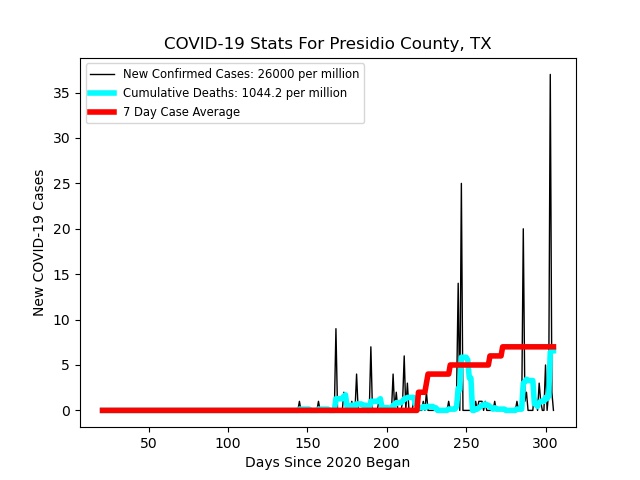 COVID-19 Stats For Presidio County, TX
New Confirmed Cases: 26000 per million
Cumulative Deaths: 1044.2 per million
7 Day Case Average
35
30
25
20
15
10
5
0
New COVID-19 Cases
50 100 150 200 250 300
Days Since 2020 Began